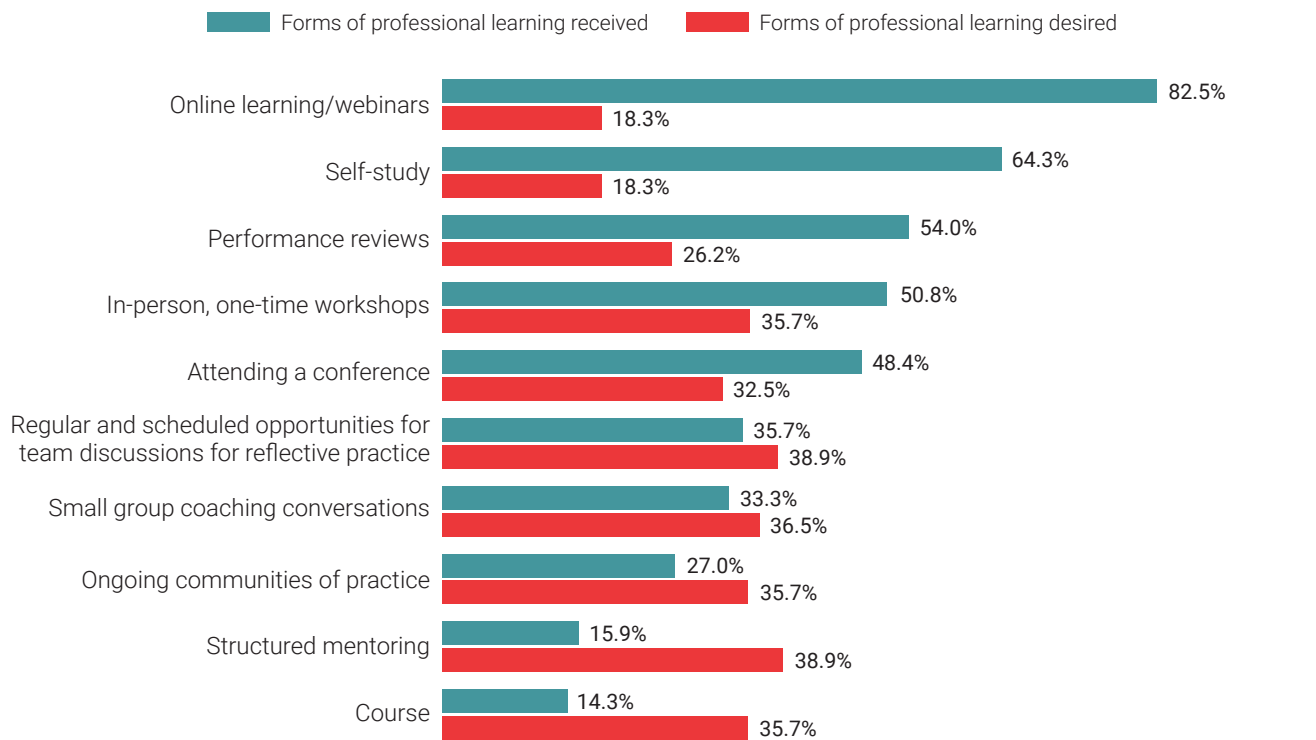 Forms of professional learning received Forms of professional learning desired
Online learning/webinars
82.5%
18.3%
Self-study
64.3%
18.3%
Performance reviews
54.0%
26.2%
In-person, one-time workshops
50.8%
35.7%
Attending a conference
48.4%
32.5%
Regular and scheduled opportunities for
team discussions for reflective practice
35.7%
38.9%
Small group coaching conversations
33.3%
36.5%
Ongoing communities of practice
27.0%
35.7%
Structured mentoring
15.9%
38.9%
Course
14.3%
35.7%